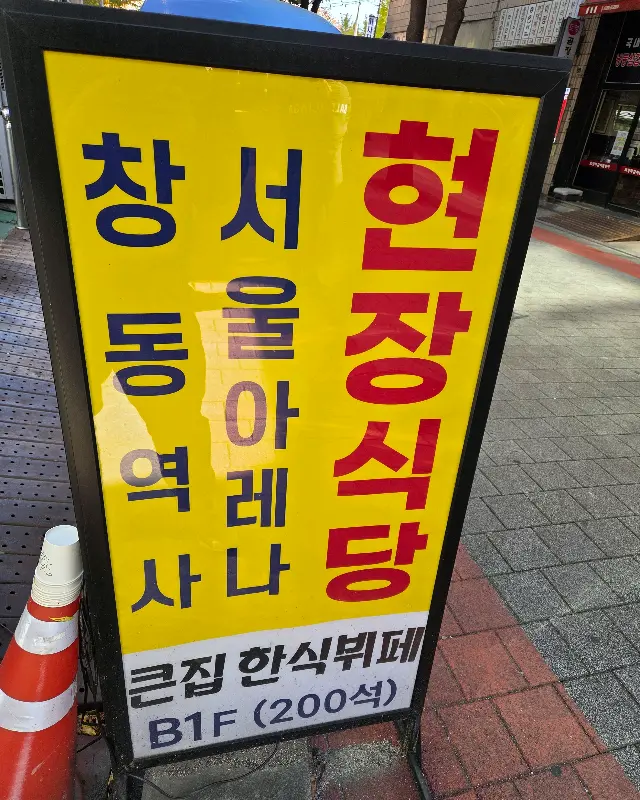 창동역사
서울아레나
현장식당
큰집 한식뷔페
B1F (200석)